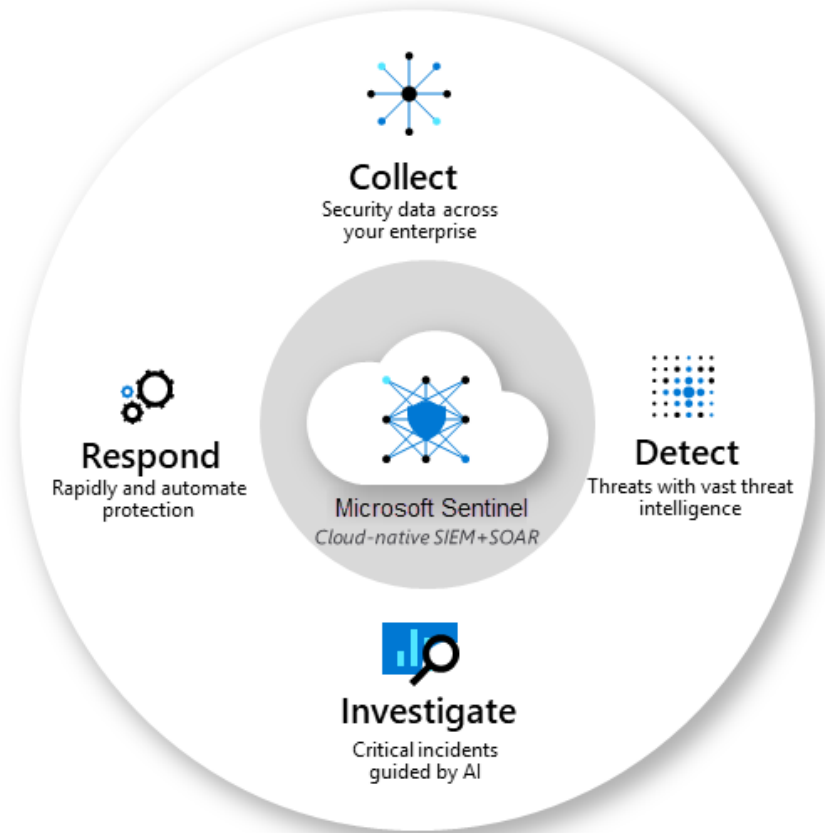 Collect
Security data across
your enterprise
Respond
Rapidly and automate
protection
Microsoft Sentinel
Cloud-native SIEM+SOAR
Detect
Threats with vast threat
intelligence
Investigate
Critical incidents
guided by AI